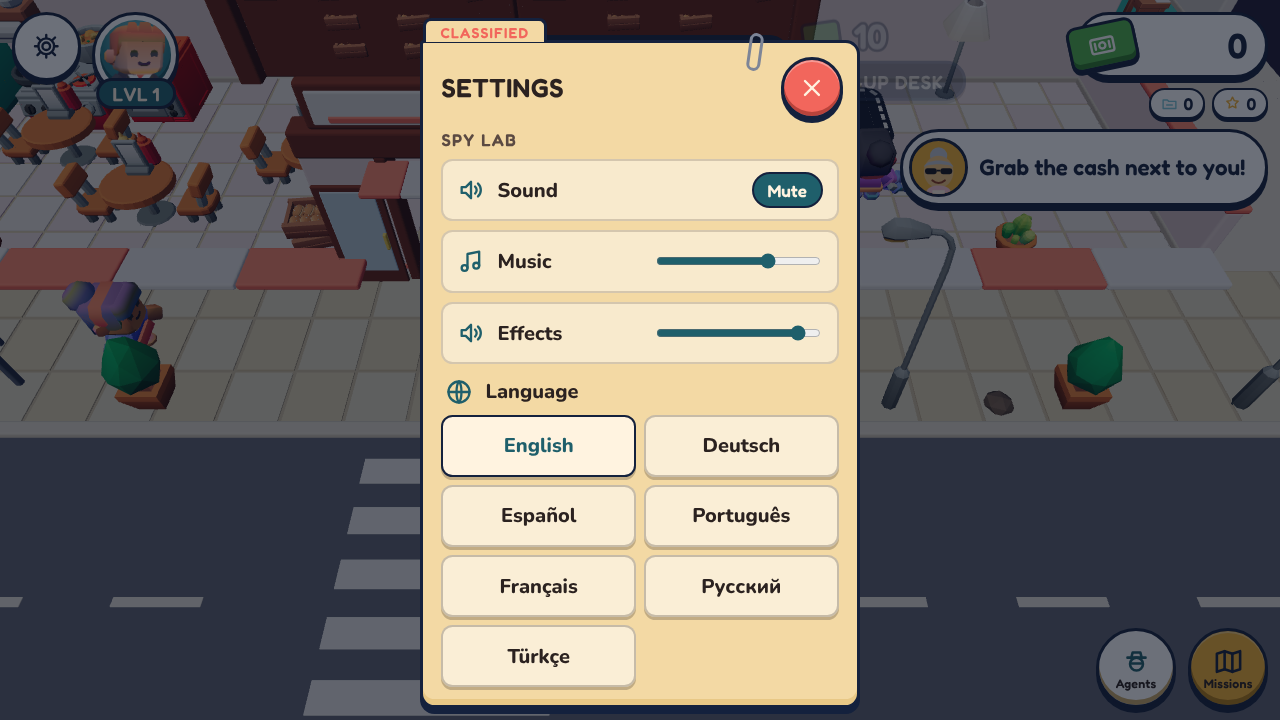 CLASSIFIED
SETTINGS
SPY LAB
Sound
Mute
Music
Effects
Language
English
Deutsch
Español
Português
Français
Русский
Türkçe
LVL 1
10
UP DESK
0
0
0
Grab the cash next to you!
Agents
Missions